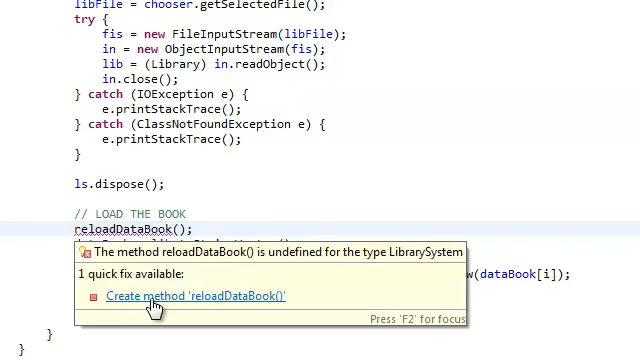 libFile = chooser.getSelectedFile();
try {
fis = new FileInputStream(libFile);
in = new ObjectInputStream(fis);
lib = (Library) in.readObject();
in.close();
} catch (IOException e) {
e.printStackTrace();
} catch (ClassNotFoundException e) {
e.printStackTrace();
}
ls.dispose();
// LOAD THE BOOK
reloadDataBook();
The method reloadDataBook() is undefined for the type LibrarySystem
1 quick fix available:
w(dataBook[i]);
Create method 'reloadDataBook()'
Press 'F2' for focus
}
}